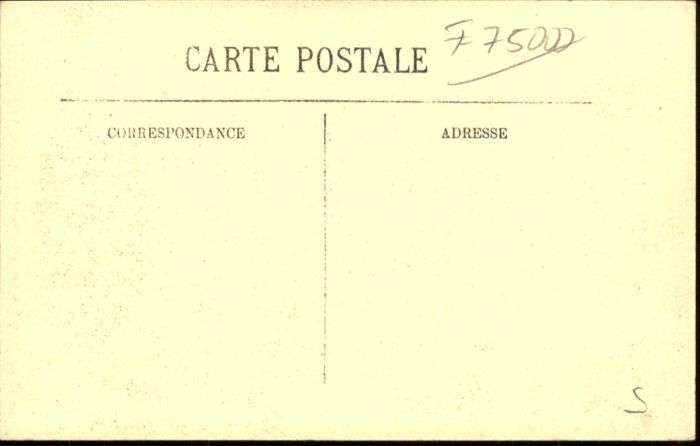 CARTE POSTALE F 75000
CORRESPONDANCE ADRESSE
S